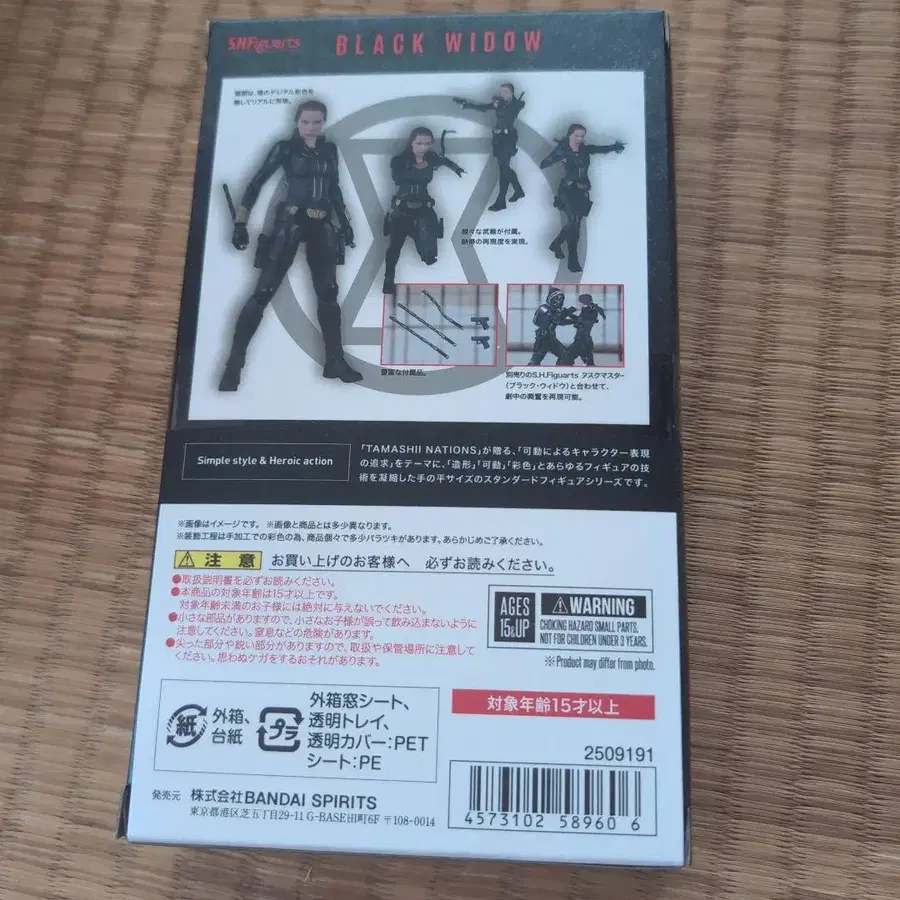 S.H.Figuarts
BLACK WIDOW
頭部は、魂のデジタル彩色を
施してリアルに表現。
様々な武器が付属。
劇中の再現度を実現。
豊富な付属品。
別売りのS.H.Figuarts タスクマスター
(ブラック・ウィドウ)と合わせて、
劇中の興奮を再現可能。
Simple style & Heroic action
「TAMASHII NATIONS」が贈る、「可動によるキャラクター表現
の追求」をテーマに、「造形」「可動」「彩色」とあらゆるフィギュアの技
術を凝縮した手の平サイズのスタンダードフィギュアシリーズです。
※画像はイメージです。 ※画像と商品とは多少異なります。
※装飾工程は手加工での彩色の為、商品個々で多少バラツキがあります。あらかじめご了承ください。
注意 お買い上げのお客様へ 必ずお読みください。
●取扱説明書を必ずお読みください。
●本商品の対象年齢は15才以上です。
対象年齢未満のお子様には絶対に与えないでください。
●小さな部品がありますので、小さなお子様が誤って飲み込まないように
注意してください。窒息などの危険があります。
●尖った部分や鋭い部分がありますので、取扱や保管場所に注意して
ください。思わぬケガをするおそれがあります。
AGES
15&UP
WARNING
CHOKING HAZARD SMALL PARTS.
NOT FOR CHILDREN UNDER 3 YEARS.
※Product may differ from photo.
紙
外箱、
台紙
プラ
外箱窓シート、
透明トレイ、
透明カバー:PET
シート:PE
対象年齢15才以上
2509191
4573102 58960 6
発売元 株式会社BANDAI SPIRITS
東京都港区芝五丁目29-11 G-BASE田町6F 〒108-0014